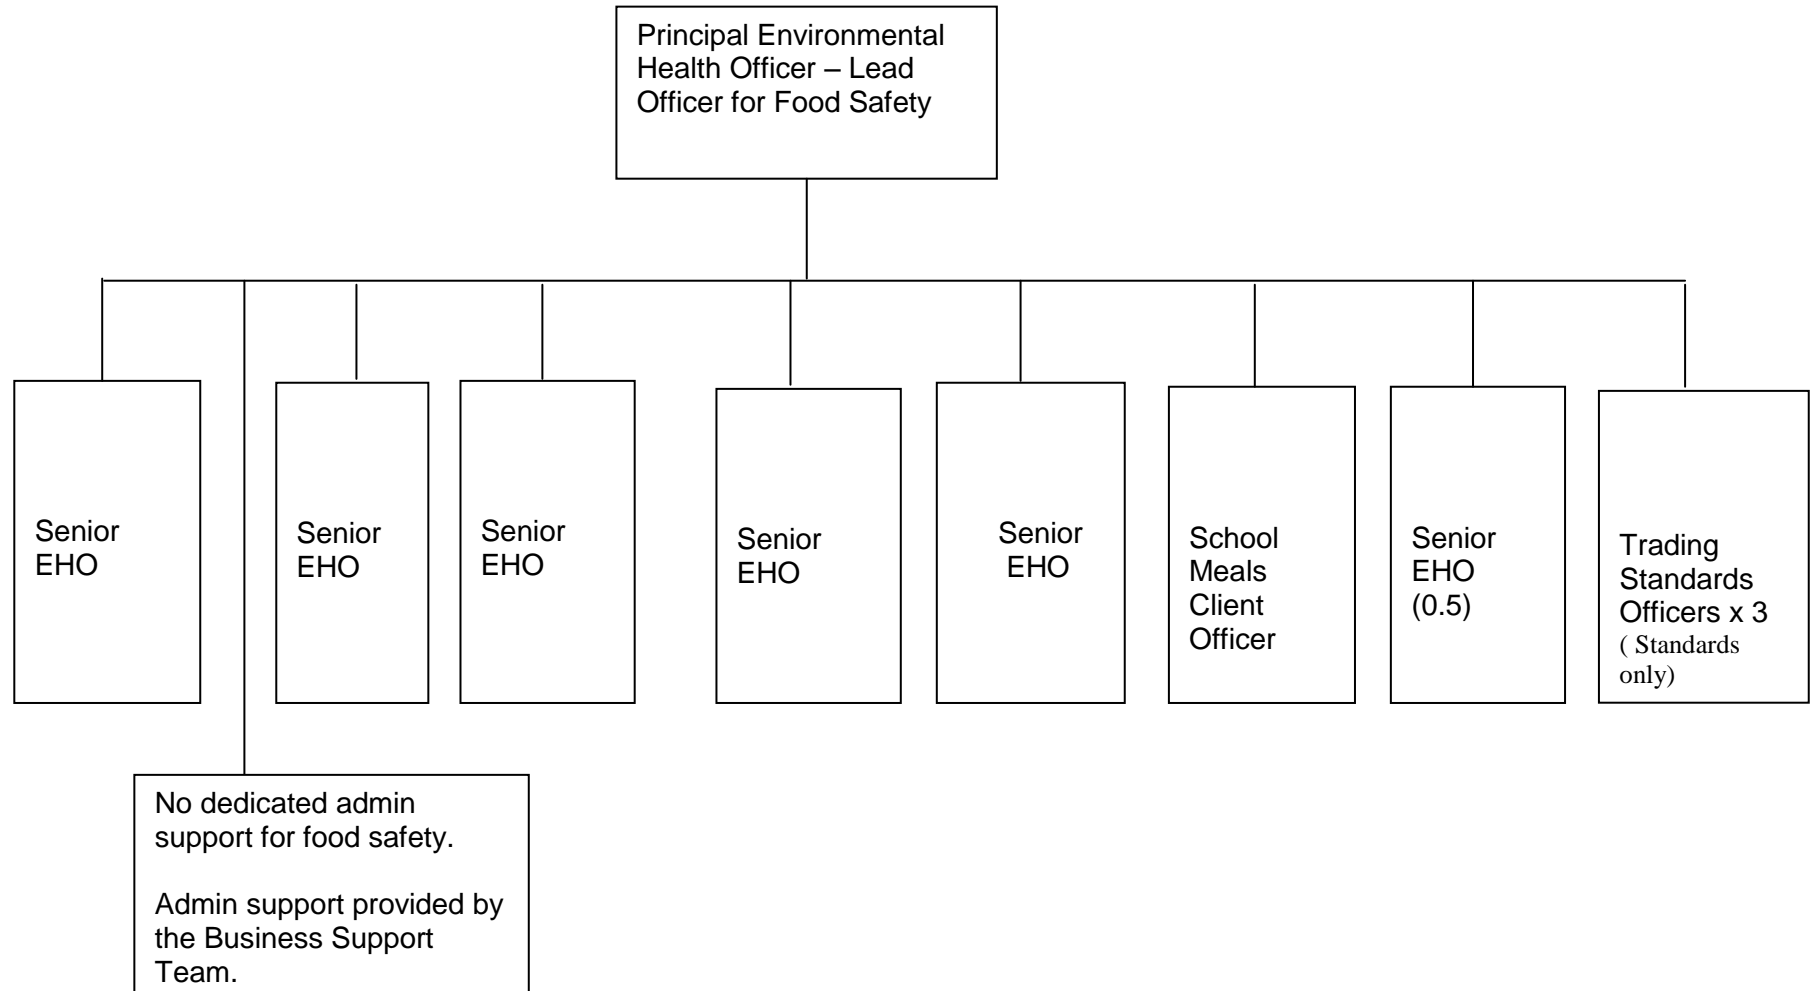 Principal Environmental
Health Officer – Lead
Officer for Food Safety
Senior
EHO
Senior
EHO
Senior
EHO
Senior
EHO
Senior
EHO
School
Meals
Client
Officer
Senior
EHO
(0.5)
Trading
Standards
Officers x 3
( Standards
only)
No dedicated admin
support for food safety.
Admin support provided by
the Business Support
Team.